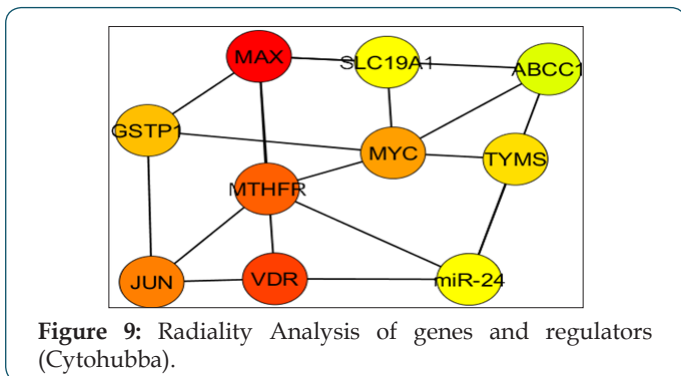 MAX
SLC19A1
ABCC1
GSTP1
MYC
TYMS
MTHFR
JUN
VDR
miR-24
Figure 9: Radiality Analysis of genes and regulators
(Cytohubba).